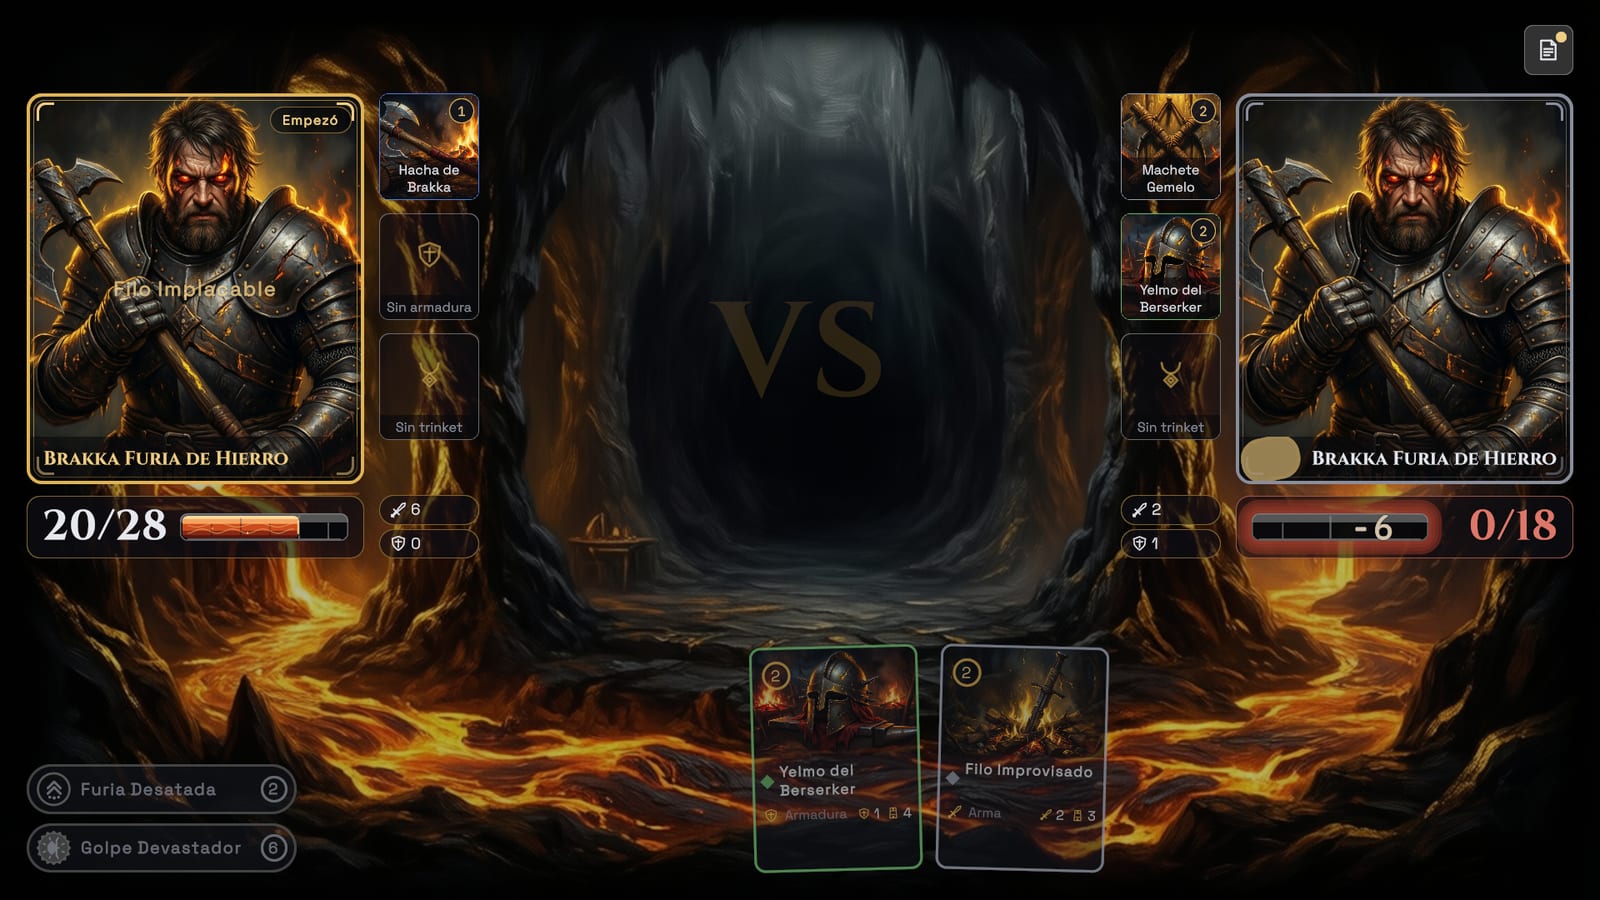 Empezó
Filo Implacable
BRAKKA FURIA DE HIERRO
20/28
1
Hacha de
Brakka
Sin armadura
Sin trinket
6
0
VS
2
Machete
Gemelo
2
Yelmo del
Berserker
Sin trinket
2
1
BRAKKA FURIA DE HIERRO
-6
0/18
Furia Desatada
2
Golpe Devastador
6
2
Yelmo del
Berserker
Armadura 1 4
2
Filo Improvisado
Arma 2 3